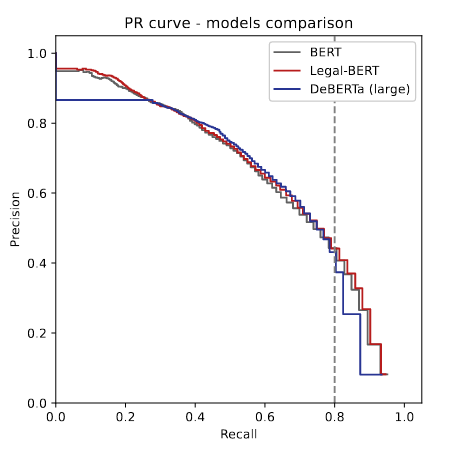 PR curve - models comparison
BERT
Legal-BERT
DeBERTa (large)
Precision
1.0
0.8
0.6
0.4
0.2
0.0
0.0 0.2 0.4 0.6 0.8 1.0
Recall